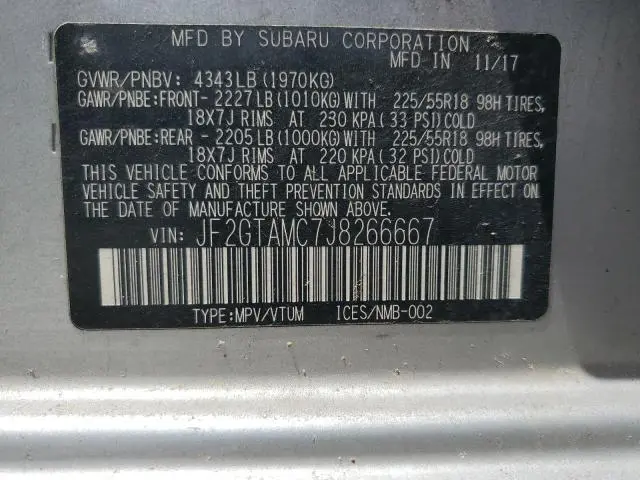 MFD BY SUBARU CORPORATION
MFD IN 11/17
GVWR/PNBV: 4343LB(1970KG)
GAWR/PNBE:FRONT-2227LB(1010KG)WITH 225/55R18 98H TIRES,
18X7J RIMS AT 230 KPA(33 PSI)COLD
GAWR/PNBE:REAR -2205LB(1000KG)WITH 225/55R18 98H TIRES,
18X7J RIMS AT 220 KPA(32 PSI)COLD
THIS VEHICLE CONFORMS TO ALL APPLICABLE FEDERAL MOTOR
VEHICLE SAFETY AND THEFT PREVENTION STANDARDS IN EFFECT ON
THE DATE OF MANUFACTURE SHOWN ABOVE.
VIN: JF2GTAMC7J8266667
TYPE:MPV/VTUM ICES/NMB-002